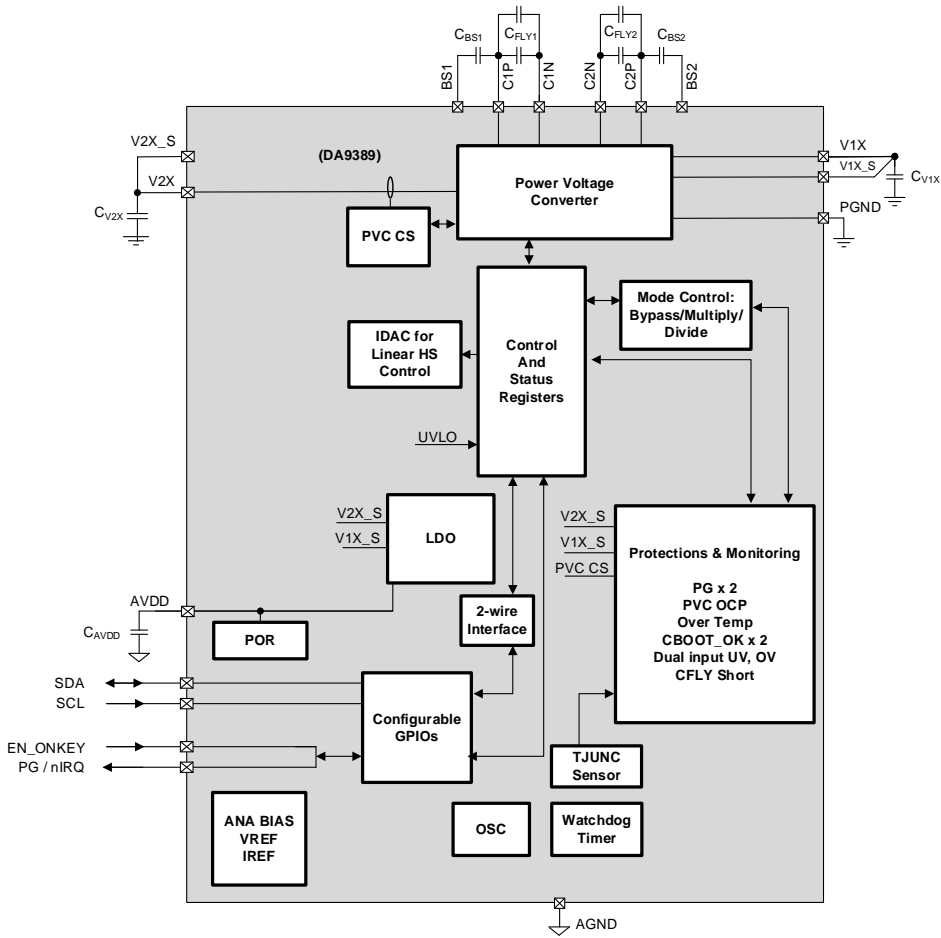 CBS1
CFLY1
CFLY2
CBS2
BS1
C1P
C1N
C2N
C2P
BS2
V2X_S
V2X
CV2X
(DA9389)
Power Voltage
Converter
V1X
V1X_S
CV1X
PGND
PVC CS
IDAC for
Linear HS
Control
Control
And
Status
Registers
Mode Control:
Bypass/Multiply/
Divide
UVLO
V2X_S
V1X_S
LDO
V2X_S
V1X_S
PVC CS
Protections & Monitoring
PG x 2
PVC OCP
Over Temp
CBOOT_OK x 2
Dual input UV, OV
CFLY Short
AVDD
CAVDD
POR
2-wire
Interface
SDA
SCL
EN_ONKEY
PG / nIRQ
Configurable
GPIOs
TJUNC
Sensor
ANA BIAS
VREF
IREF
OSC
Watchdog
Timer
AGND